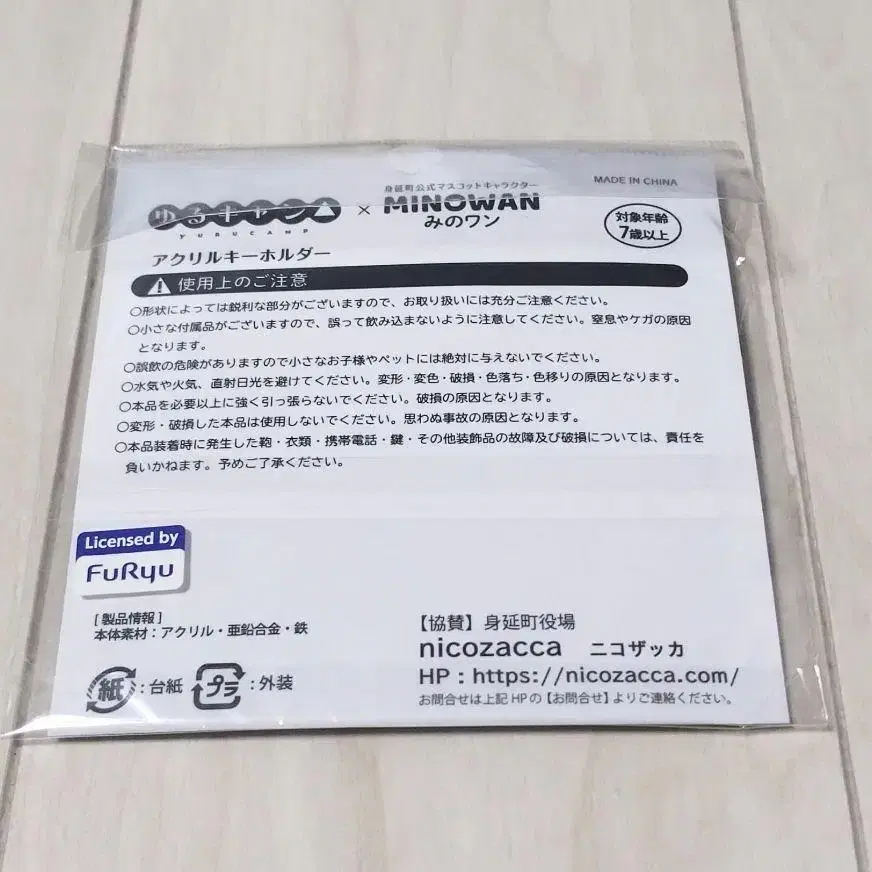 MADE IN CHINA
ゆるキャン△
YURUCAMP
×
身延町公式マスコットキャラクター
MINOWAN
みのワン
対象年齢
7歳以上
アクリルキーホルダー
使用上のご注意
○形状によっては鋭利な部分がございますので、お取り扱いには充分ご注意ください。
○小さな付属品がございますので、誤って飲み込まないように注意してください。窒息やケガの原因
となります。
○誤飲の危険がありますので小さなお子様やペットには絶対に与えないでください。
○水気や火気、直射日光を避けてください。変形・変色・破損・色落ち・色移りの原因となります。
○本品を必要以上に強く引っ張らないでください。破損の原因となります。
○変形・破損した本品は使用しないでください。思わぬ事故の原因となります。
○本品装着時に発生した鞄・衣類・携帯電話・鍵・その他装飾品の故障及び破損については、責任を
負いかねます。予めご了承ください。
Licensed by
FuRyu
[製品情報]
本体素材：アクリル・亜鉛合金・鉄
紙：台紙 プラ：外装
【協賛】身延町役場
nicozacca ニコザッカ
HP：https://nicozacca.com/
お問合せは上記HPの【お問合せ】よりご連絡ください。